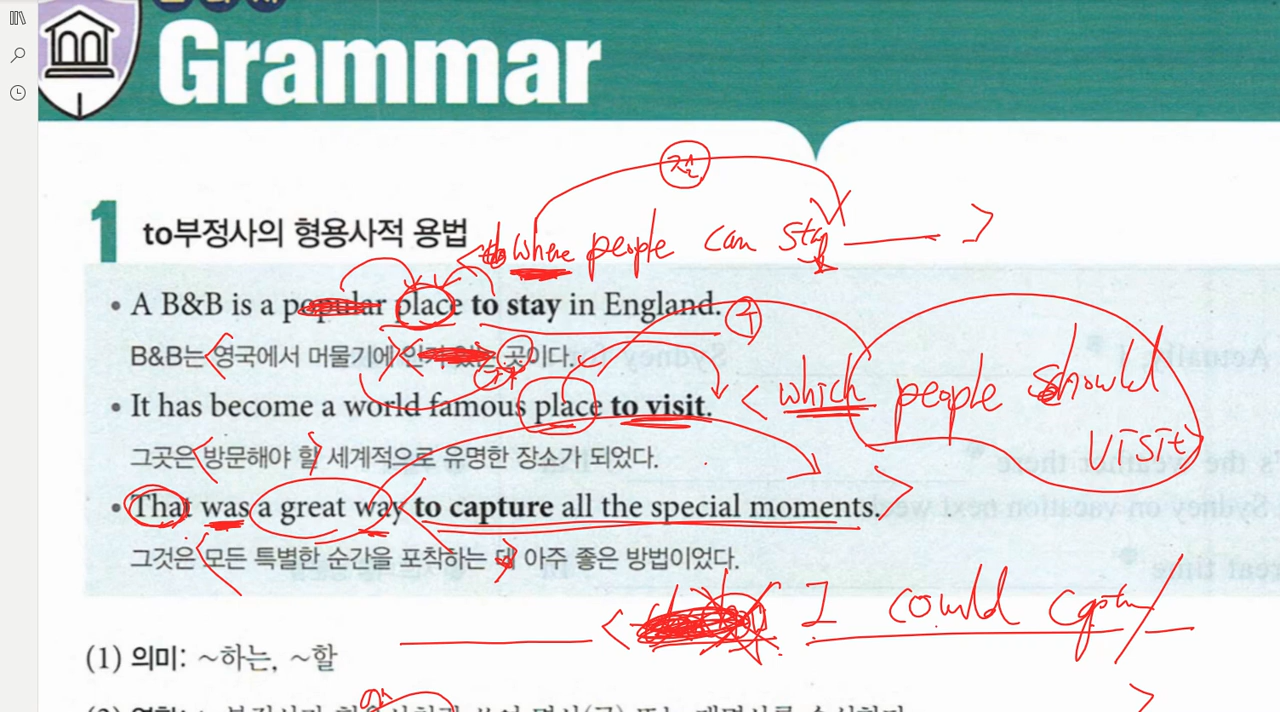 Grammar
1 to부정사의 형용사적 용법
where people can stay
• A B&B is a popular place to stay in England.
B&B는 영국에서 머물기에 인기 있는 곳이다.
which people should
visit
• It has become a world famous place to visit.
그곳은 방문해야 할 세계적으로 유명한 장소가 되었다.
• That was a great way to capture all the special moments.
그것은 모든 특별한 순간을 포착하는 데 아주 좋은 방법이었다.
I could
(1) 의미: ~하는, ~할